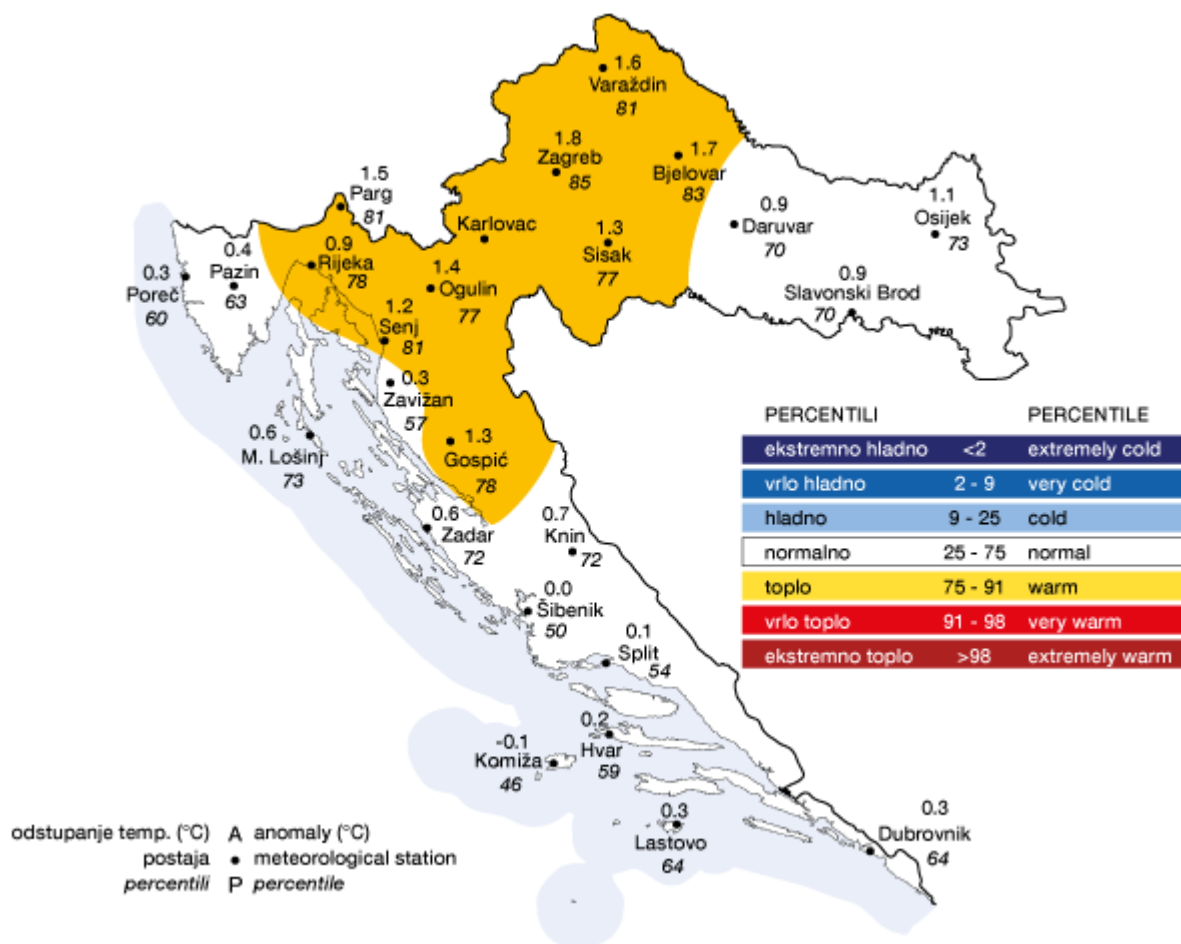 1.6
Varaždin
81
1.8
Zagreb
85
1.7
Bjelovar
83
1.5
Parg
81
Karlovac
1.3
Sisak
77
0.9
Daruvar
70
1.1
Osijek
73
0.9
Slavonski Brod
70
0.3
Poreč
60
0.4
Pazin
63
0.9
Rijeka
78
1.4
Ogulin
77
1.2
Senj
81
0.3
Zavižan
57
0.6
M. Lošinj
73
1.3
Gospić
78
0.6
Zadar
72
0.7
Knin
72
0.0
Šibenik
50
0.1
Split
54
0.2
Hvar
59
-0.1
Komiža
46
0.3
Lastovo
64
0.3
Dubrovnik
64
PERCENTILI PERCENTILE
ekstremno hladno <2 extremely cold
vrlo hladno 2 - 9 very cold
hladno 9 - 25 cold
normalno 25 - 75 normal
toplo 75 - 91 warm
vrlo toplo 91 - 98 very warm
ekstremno toplo >98 extremely warm
odstupanje temp. (°C) A anomaly (°C)
postaja ● meteorological station
percentili P percentile